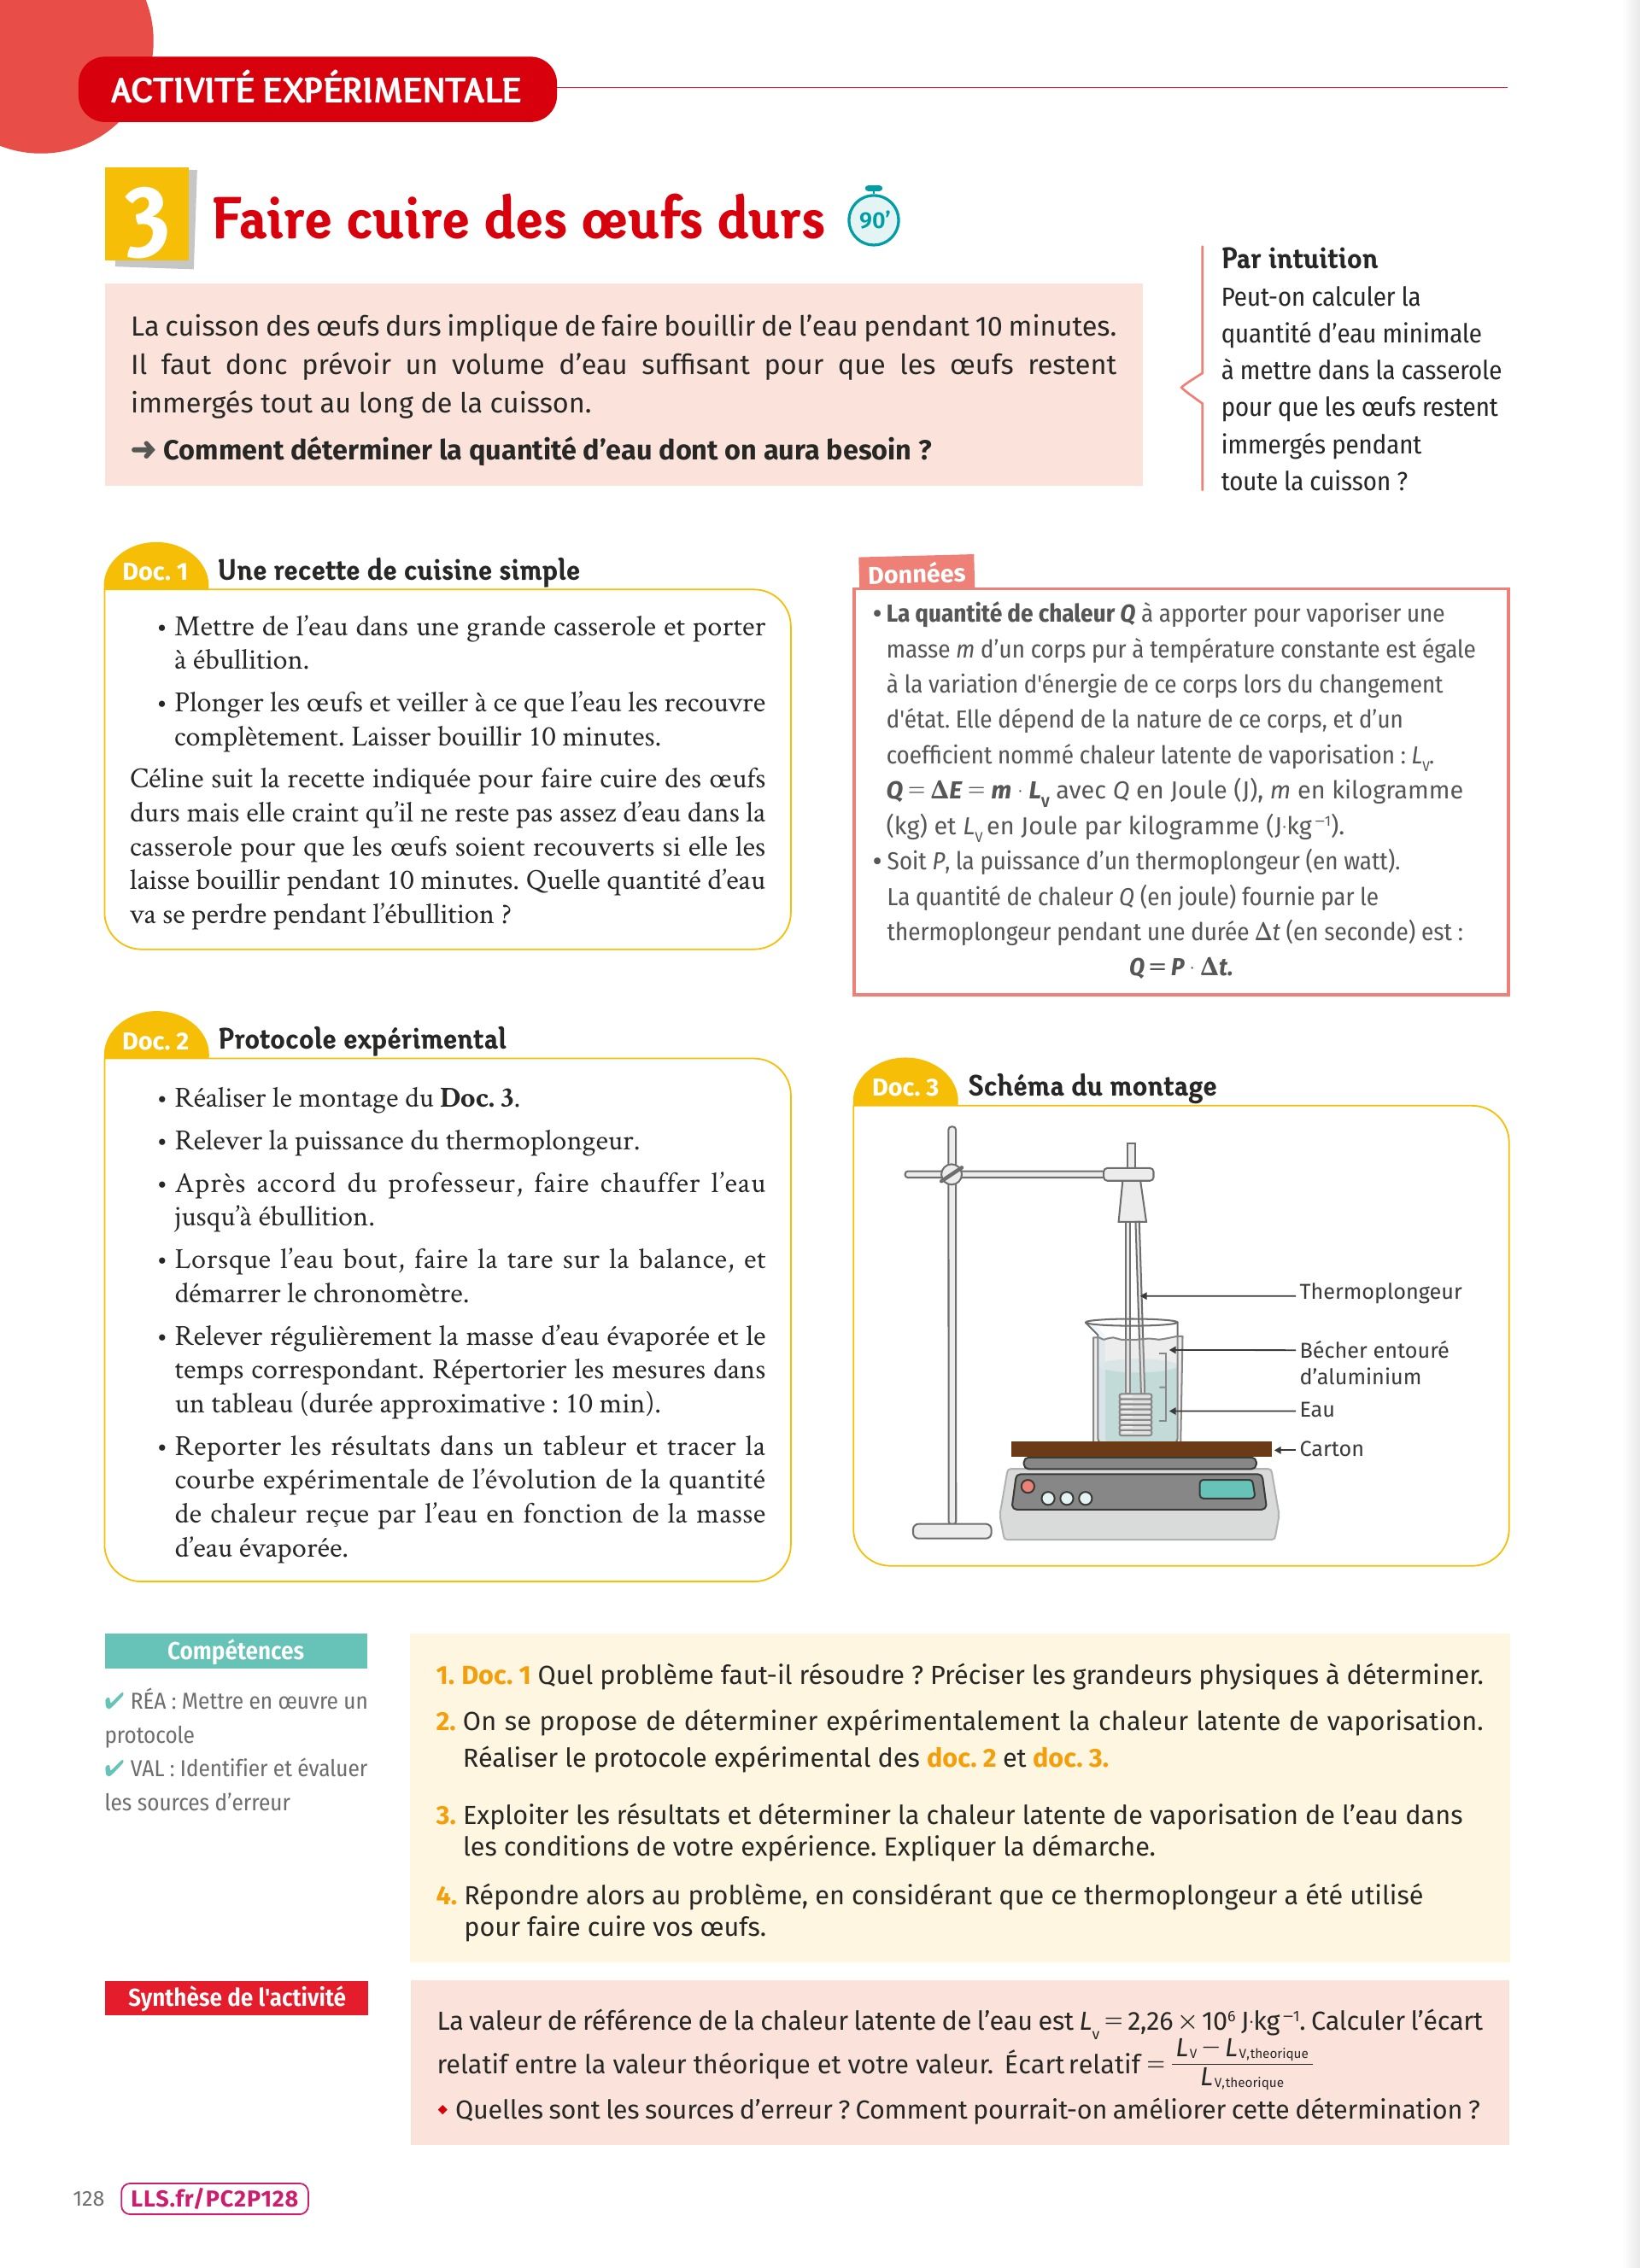 ACTIVITÉ EXPÉRIMENTALE
3 Faire cuire des œufs durs 90’
La cuisson des œufs durs implique de faire bouillir de l’eau pendant 10 minutes.
Il faut donc prévoir un volume d’eau suffisant pour que les œufs restent
immergés tout au long de la cuisson.
➜ Comment déterminer la quantité d’eau dont on aura besoin ?
Par intuition
Peut-on calculer la
quantité d’eau minimale
à mettre dans la casserole
pour que les œufs restent
immergés pendant
toute la cuisson ?
Doc. 1 Une recette de cuisine simple
• Mettre de l’eau dans une grande casserole et porter
à ébullition.
• Plonger les œufs et veiller à ce que l’eau les recouvre
complètement. Laisser bouillir 10 minutes.
Céline suit la recette indiquée pour faire cuire des œufs
durs mais elle craint qu’il ne reste pas assez d’eau dans la
casserole pour que les œufs soient recouverts si elle les
laisse bouillir pendant 10 minutes. Quelle quantité d’eau
va se perdre pendant l’ébullition ?
Données
• La quantité de chaleur Q à apporter pour vaporiser une
masse m d’un corps pur à température constante est égale
à la variation d'énergie de ce corps lors du changement
d'état. Elle dépend de la nature de ce corps, et d’un
coefficient nommé chaleur latente de vaporisation : Lv.
Q = ΔE = m · Lv avec Q en Joule (J), m en kilogramme
(kg) et Lv en Joule par kilogramme (J·kg⁻¹).
• Soit P, la puissance d’un thermoplongeur (en watt).
La quantité de chaleur Q (en joule) fournie par le
thermoplongeur pendant une durée Δt (en seconde) est :
Q = P · Δt.
Doc. 2 Protocole expérimental
• Réaliser le montage du Doc. 3.
• Relever la puissance du thermoplongeur.
• Après accord du professeur, faire chauffer l’eau
jusqu’à ébullition.
• Lorsque l’eau bout, faire la tare sur la balance, et
démarrer le chronomètre.
• Relever régulièrement la masse d’eau évaporée et le
temps correspondant. Répertorier les mesures dans
un tableau (durée approximative : 10 min).
• Reporter les résultats dans un tableur et tracer la
courbe expérimentale de l’évolution de la quantité
de chaleur reçue par l’eau en fonction de la masse
d’eau évaporée.
Doc. 3 Schéma du montage
Thermoplongeur
Bécher entouré
d’aluminium
Eau
Carton
Compétences
✔ RÉA : Mettre en œuvre un
protocole
✔ VAL : Identifier et évaluer
les sources d’erreur
1. Doc. 1 Quel problème faut-il résoudre ? Préciser les grandeurs physiques à déterminer.
2. On se propose de déterminer expérimentalement la chaleur latente de vaporisation.
Réaliser le protocole expérimental des doc. 2 et doc. 3.
3. Exploiter les résultats et déterminer la chaleur latente de vaporisation de l’eau dans
les conditions de votre expérience. Expliquer la démarche.
4. Répondre alors au problème, en considérant que ce thermoplongeur a été utilisé
pour faire cuire vos œufs.
Synthèse de l'activité
La valeur de référence de la chaleur latente de l’eau est Lv = 2,26 × 10⁶ J·kg⁻¹. Calculer l’écart
relatif entre la valeur théorique et votre valeur. Écart relatif = (LV − LV,theorique) / LV,theorique
◆ Quelles sont les sources d’erreur ? Comment pourrait-on améliorer cette détermination ?
128 LLS.fr/PC2P128